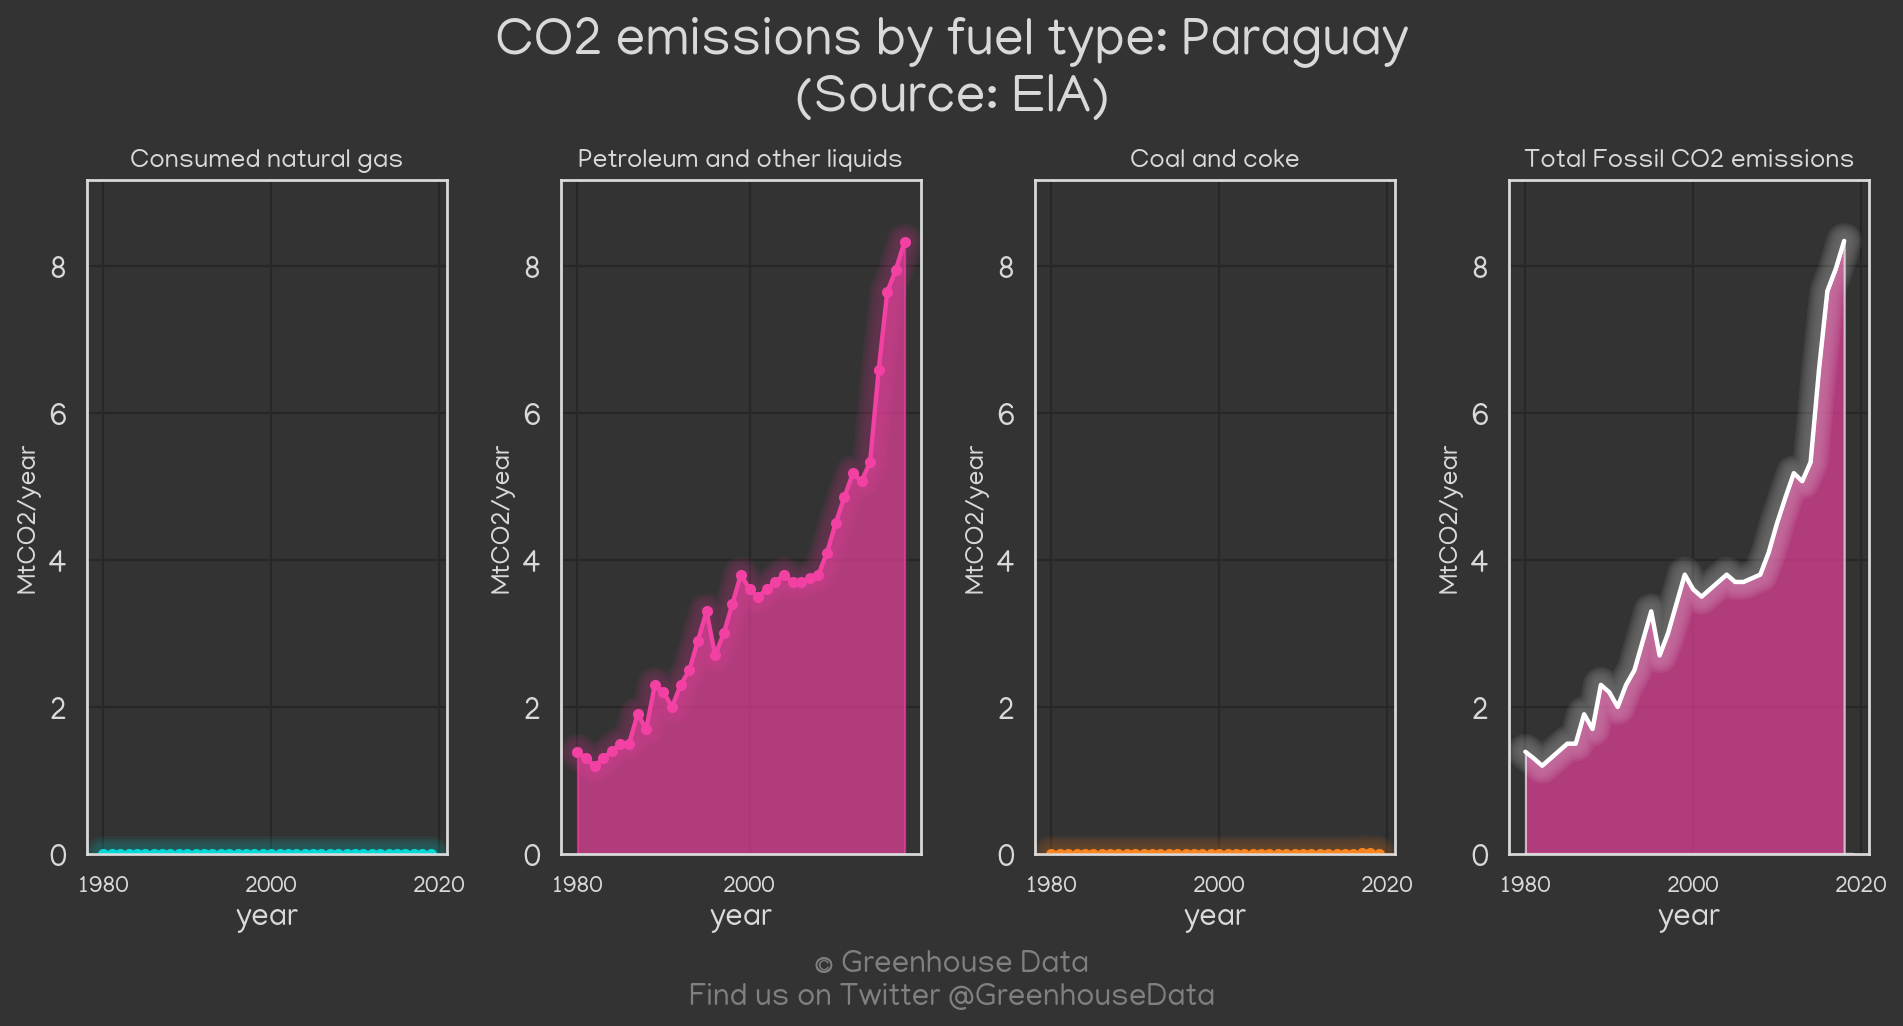 CO2 emissions by fuel type: Paraguay
(Source: EIA)
Consumed natural gas
MtCO2/year
8
6
4
2
0
1980 2000 2020
year
Petroleum and other liquids
MtCO2/year
8
6
4
2
0
1980 2000
year
Coal and coke
MtCO2/year
8
6
4
2
0
1980 2000 2020
year
Total Fossil CO2 emissions
MtCO2/year
8
6
4
2
0
1980 2000 2020
year
© Greenhouse Data
Find us on Twitter @GreenhouseData